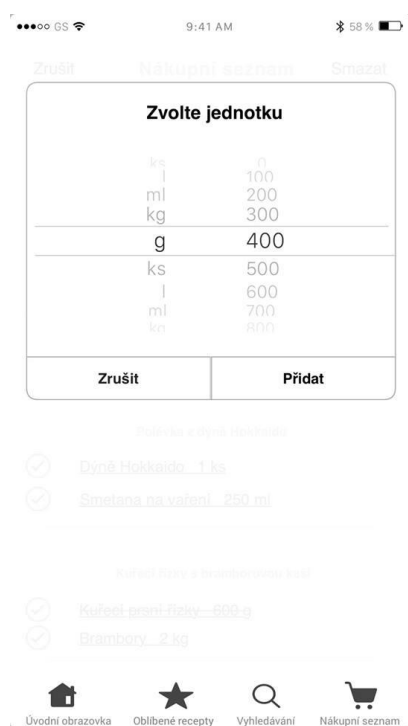 GS 9:41 AM 58 %
Zrušit Nákupní seznam Smazat
Zvolte jednotku
ks 0
l 100
ml 200
kg 300
g 400
ks 500
l 600
ml 700
kg 800
Zrušit Přidat
Dýně Hokkaido 1 ks
Smetana na vaření 250 ml
Kuřecí prsní řízky 600 g
Brambory 2 kg
Úvodní obrazovka Oblíbené recepty Vyhledávání Nákupní seznam